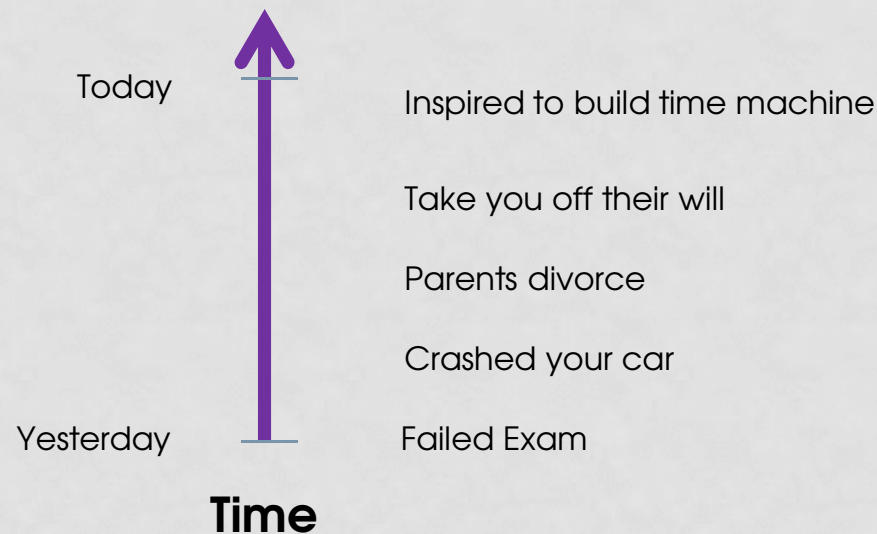 Today
Inspired to build time machine
Take you off their will
Parents divorce
Crashed your car
Yesterday
Failed Exam
Time